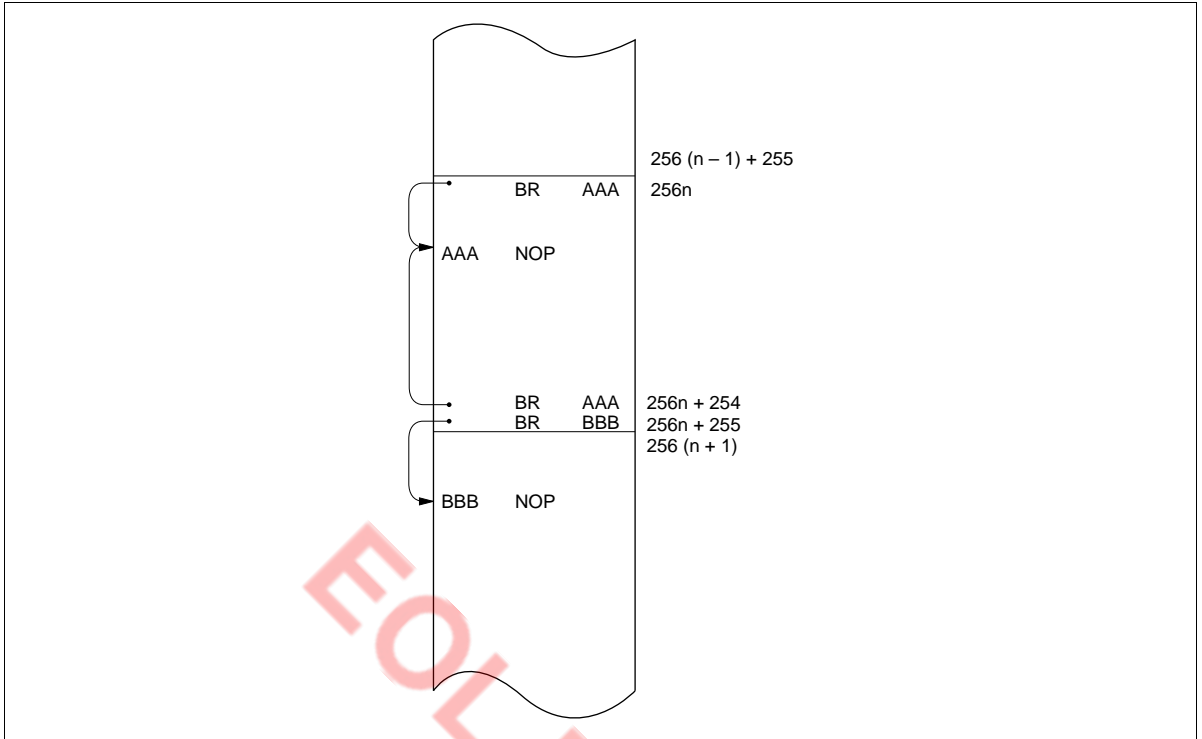 256 (n – 1) + 255
BR AAA 256n
AAA NOP
BR AAA 256n + 254
BR BBB 256n + 255
256 (n + 1)
BBB NOP
EOL